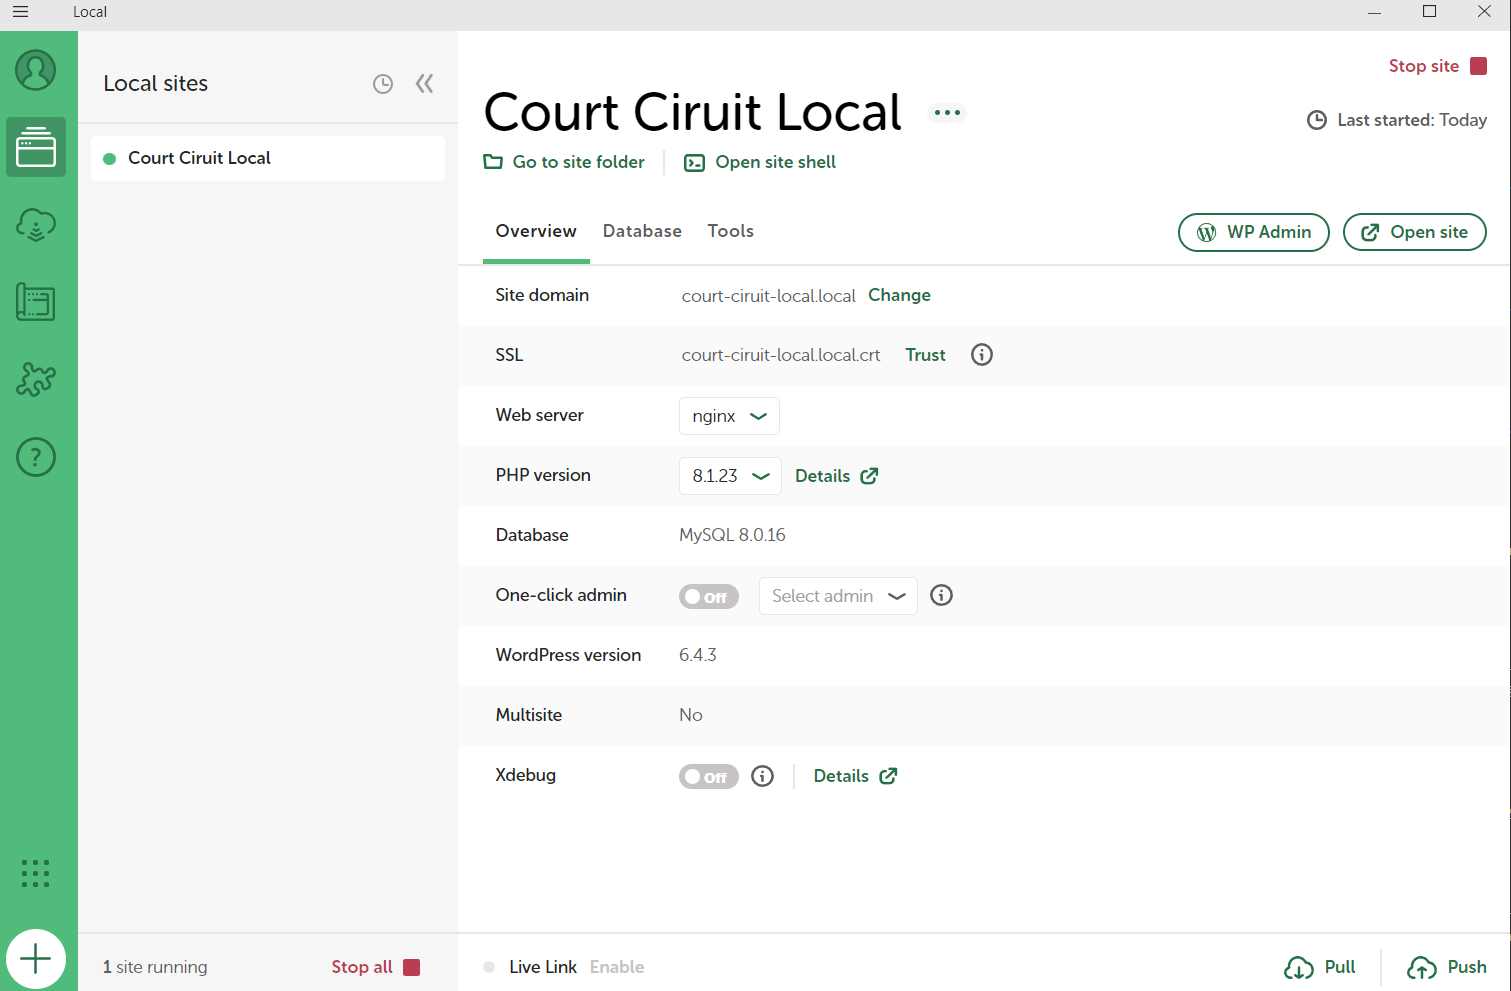 Local
Local sites
Court Ciruit Local
1 site running
Stop all
Stop site
Court Ciruit Local
Last started: Today
Go to site folder
Open site shell
Overview Database Tools
WP Admin
Open site
Site domain court-ciruit-local.local Change
SSL court-ciruit-local.local.crt Trust
Web server nginx
PHP version 8.1.23 Details
Database MySQL 8.0.16
One-click admin Off Select admin
WordPress version 6.4.3
Multisite No
Xdebug Off Details
Live Link Enable
Pull
Push